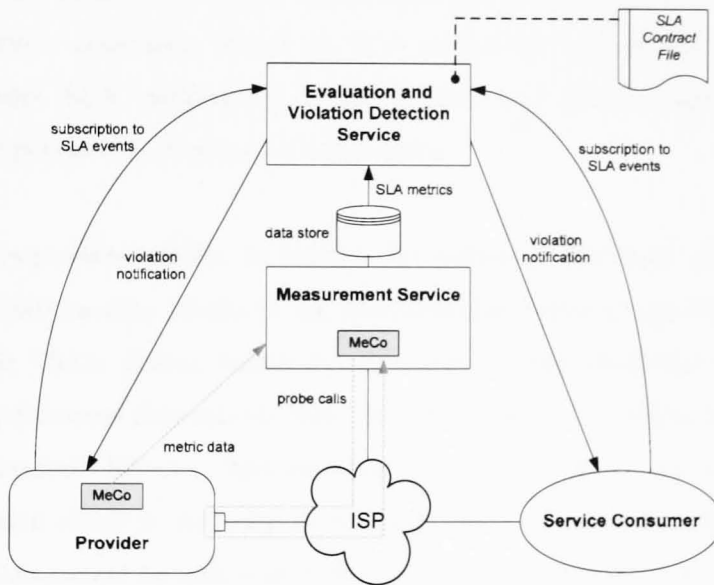 SLA
Contract
File
Evaluation and
Violation Detection
Service
subscription to
SLA events
subscription to
SLA events
SLA metrics
data store
violation
notification
violation
notification
Measurement Service
MeCo
probe calls
metric data
MeCo
Provider
ISP
Service Consumer